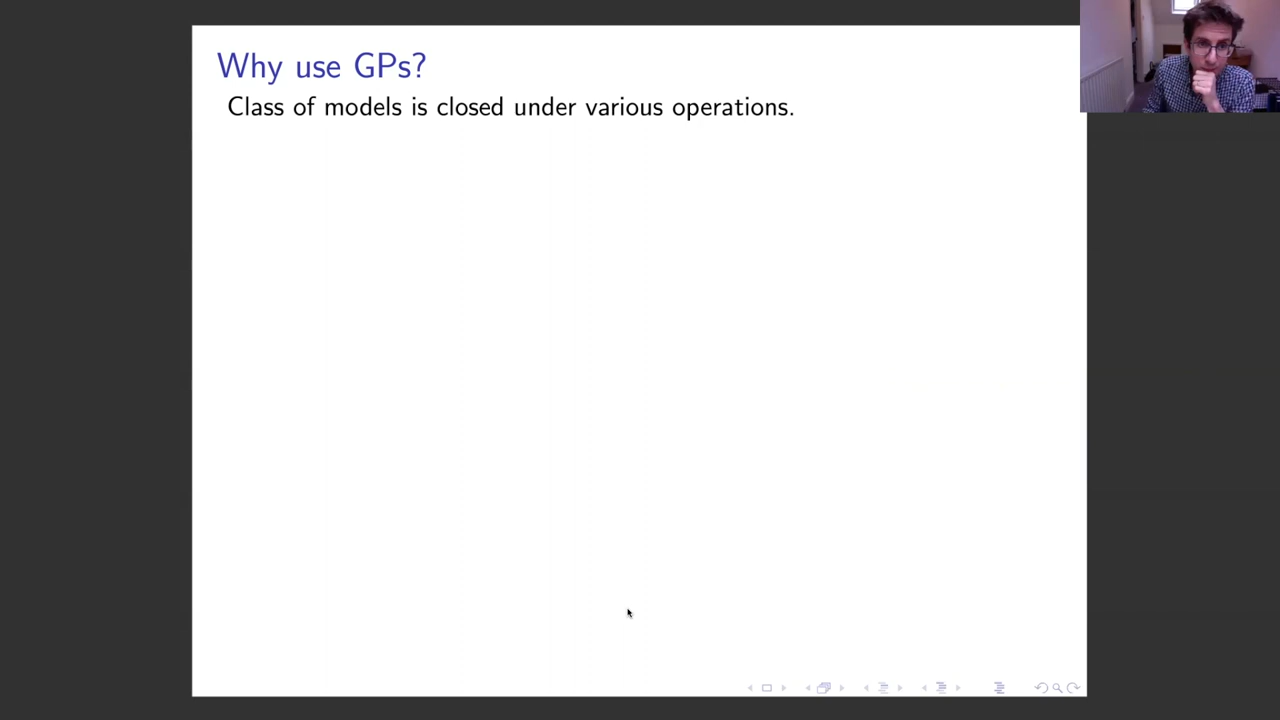 Why use GPs?
Class of models is closed under various operations.